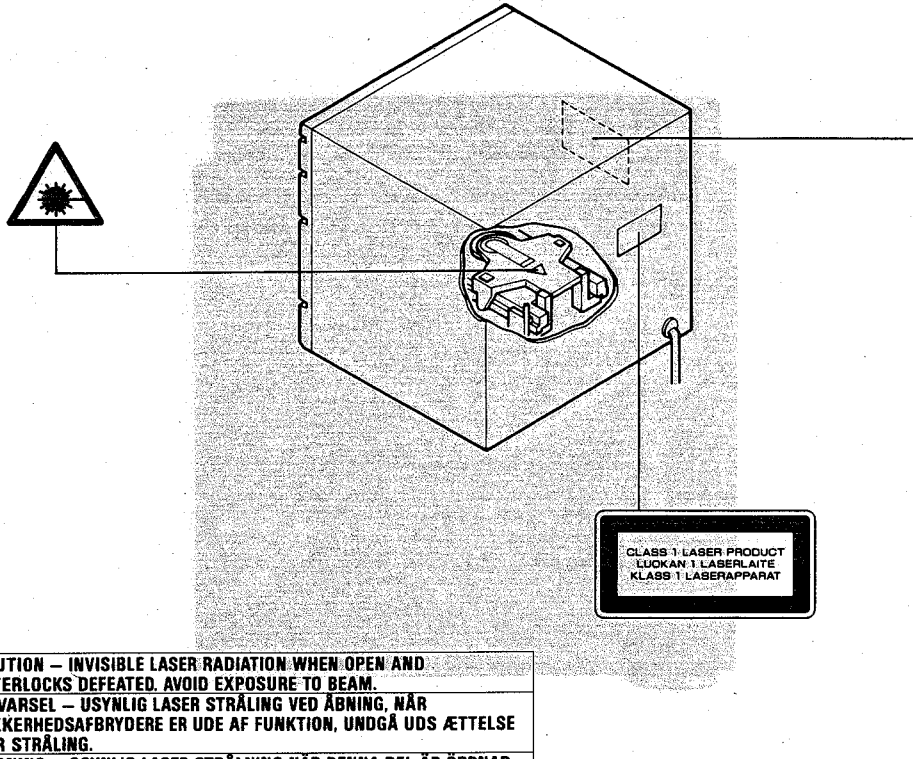 CLASS 1 LASER PRODUCT
LUOKAN 1 LASERLAITE
KLASS 1 LASERAPPARAT
UTION – INVISIBLE LASER RADIATION WHEN OPEN AND
TERLOCKS DEFEATED. AVOID EXPOSURE TO BEAM.
VARSEL – USYNLIG LASER STRÅLING VED ÅBNING, NÅR
KERHEDSAFBRYDERE ER UDE AF FUNKTION, UNDGÅ UDS ÆTTELSE
R STRÅLING.